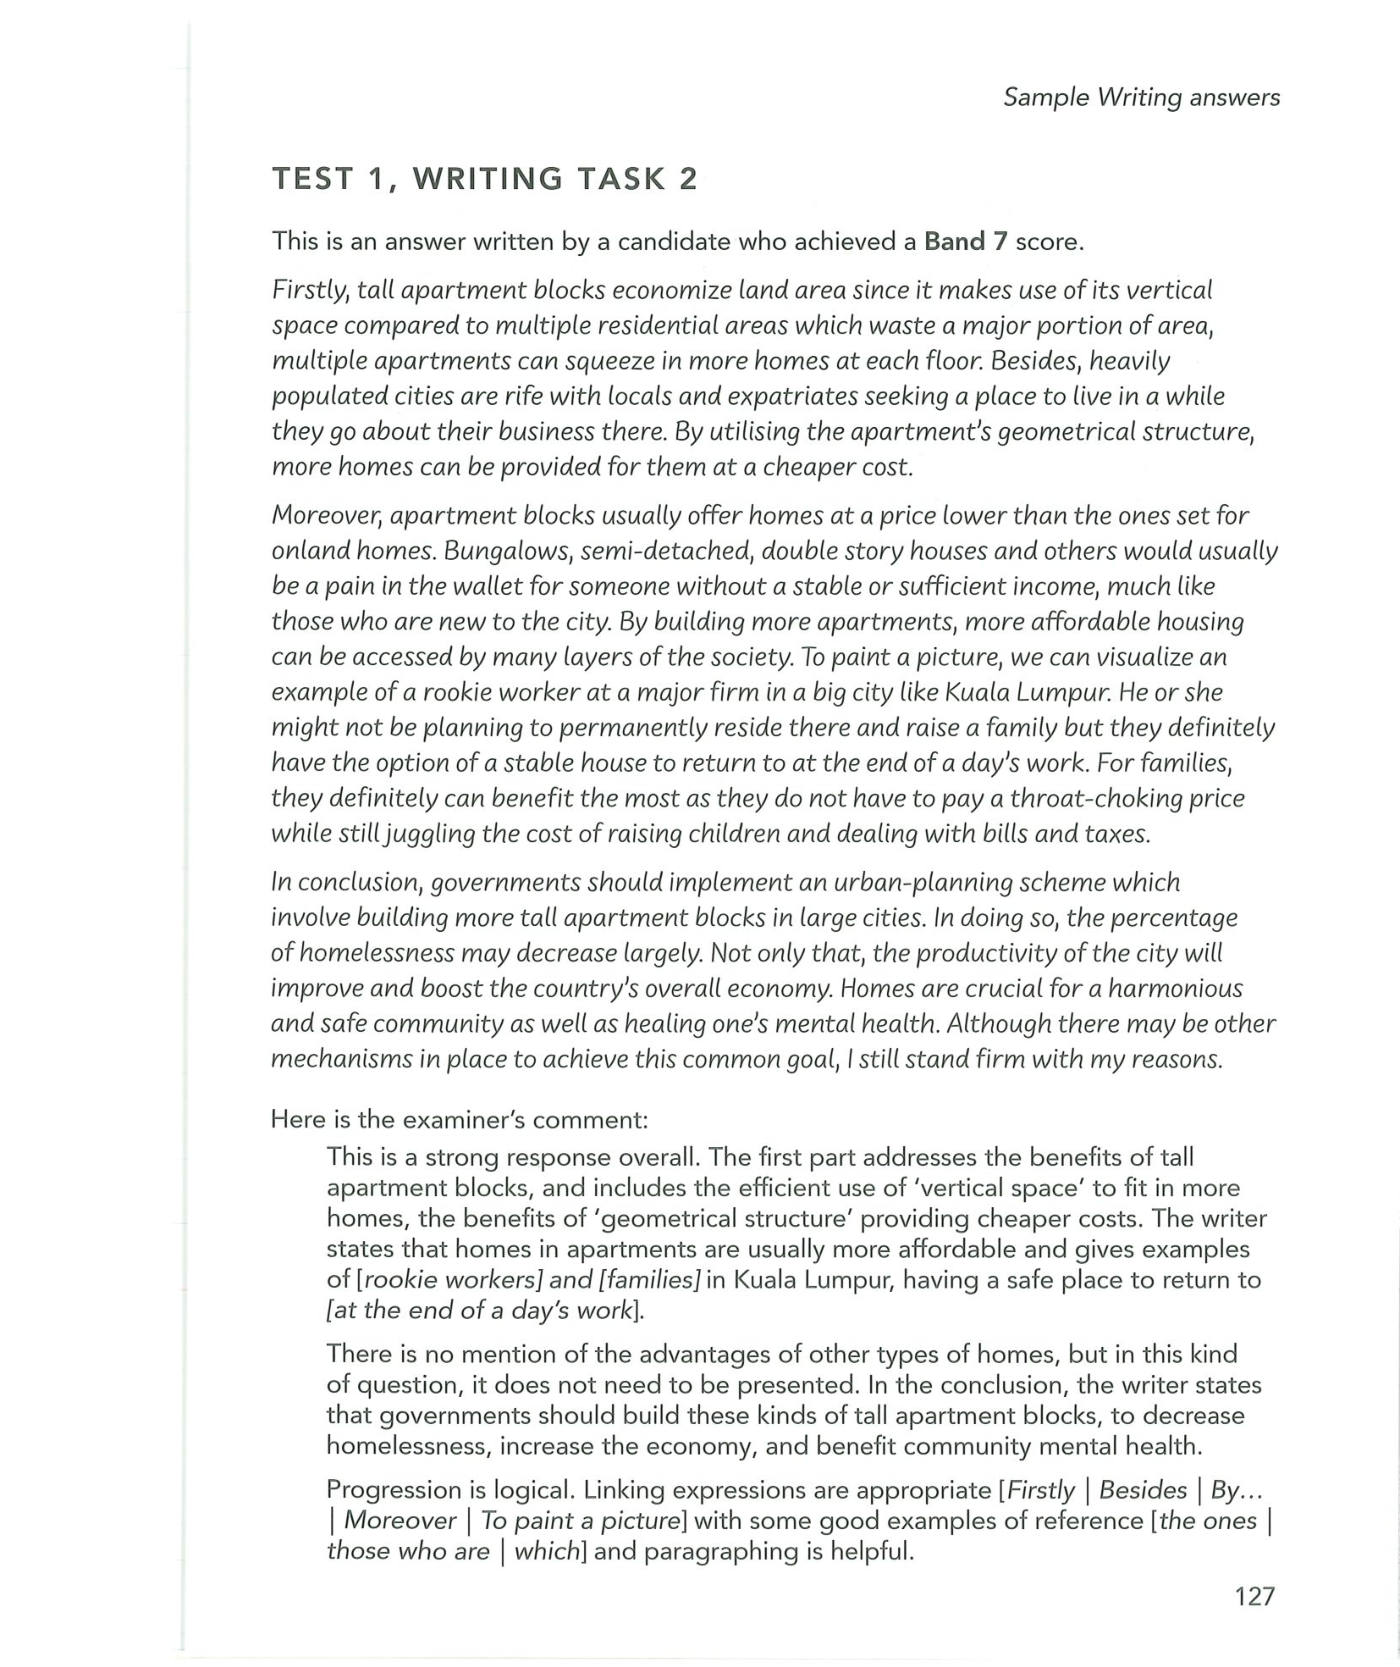 Sample Writing answers
TEST 1, WRITING TASK 2
This is an answer written by a candidate who achieved a Band 7 score.
Firstly, tall apartment blocks economize land area since it makes use of its vertical
space compared to multiple residential areas which waste a major portion of area,
multiple apartments can squeeze in more homes at each floor. Besides, heavily
populated cities are rife with locals and expatriates seeking a place to live in a while
they go about their business there. By utilising the apartment's geometrical structure,
more homes can be provided for them at a cheaper cost.
Moreover, apartment blocks usually offer homes at a price lower than the ones set for
onland homes. Bungalows, semi-detached, double story houses and others would usually
be a pain in the wallet for someone without a stable or sufficient income, much like
those who are new to the city. By building more apartments, more affordable housing
can be accessed by many layers of the society. To paint a picture, we can visualize an
example of a rookie worker at a major firm in a big city like Kuala Lumpur. He or she
might not be planning to permanently reside there and raise a family but they definitely
have the option of a stable house to return to at the end of a day's work. For families,
they definitely can benefit the most as they do not have to pay a throat-choking price
while still juggling the cost of raising children and dealing with bills and taxes.
In conclusion, governments should implement an urban-planning scheme which
involve building more tall apartment blocks in large cities. In doing so, the percentage
of homelessness may decrease largely. Not only that, the productivity of the city will
improve and boost the country's overall economy. Homes are crucial for a harmonious
and safe community as well as healing one's mental health. Although there may be other
mechanisms in place to achieve this common goal, I still stand firm with my reasons.
Here is the examiner's comment:
This is a strong response overall. The first part addresses the benefits of tall
apartment blocks, and includes the efficient use of 'vertical space' to fit in more
homes, the benefits of 'geometrical structure' providing cheaper costs. The writer
states that homes in apartments are usually more affordable and gives examples
of [rookie workers] and [families] in Kuala Lumpur, having a safe place to return to
[at the end of a day's work].
There is no mention of the advantages of other types of homes, but in this kind
of question, it does not need to be presented. In the conclusion, the writer states
that governments should build these kinds of tall apartment blocks, to decrease
homelessness, increase the economy, and benefit community mental health.
Progression is logical. Linking expressions are appropriate [Firstly | Besides | By…
| Moreover | To paint a picture] with some good examples of reference [the ones |
those who are | which] and paragraphing is helpful.
127